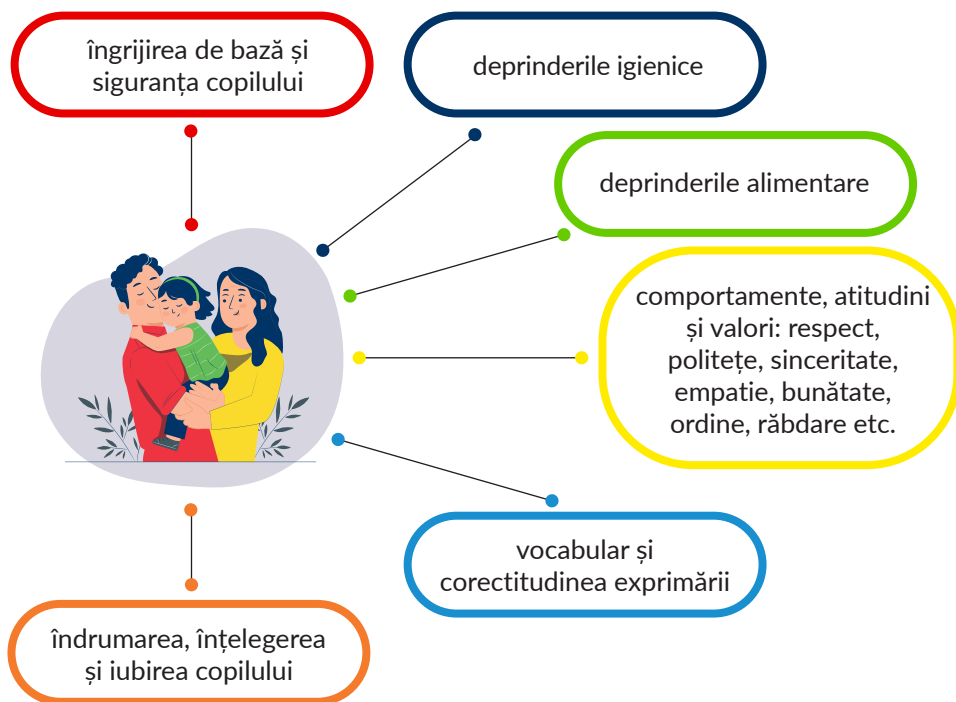 îngrijirea de bază și
siguranța copilului
deprinderile igienice
deprinderile alimentare
comportamente, atitudini
și valori: respect,
politețe, sinceritate,
empatie, bunătate,
ordine, răbdare etc.
vocabular și
corectitudinea exprimării
îndrumarea, înțelegerea
și iubirea copilului